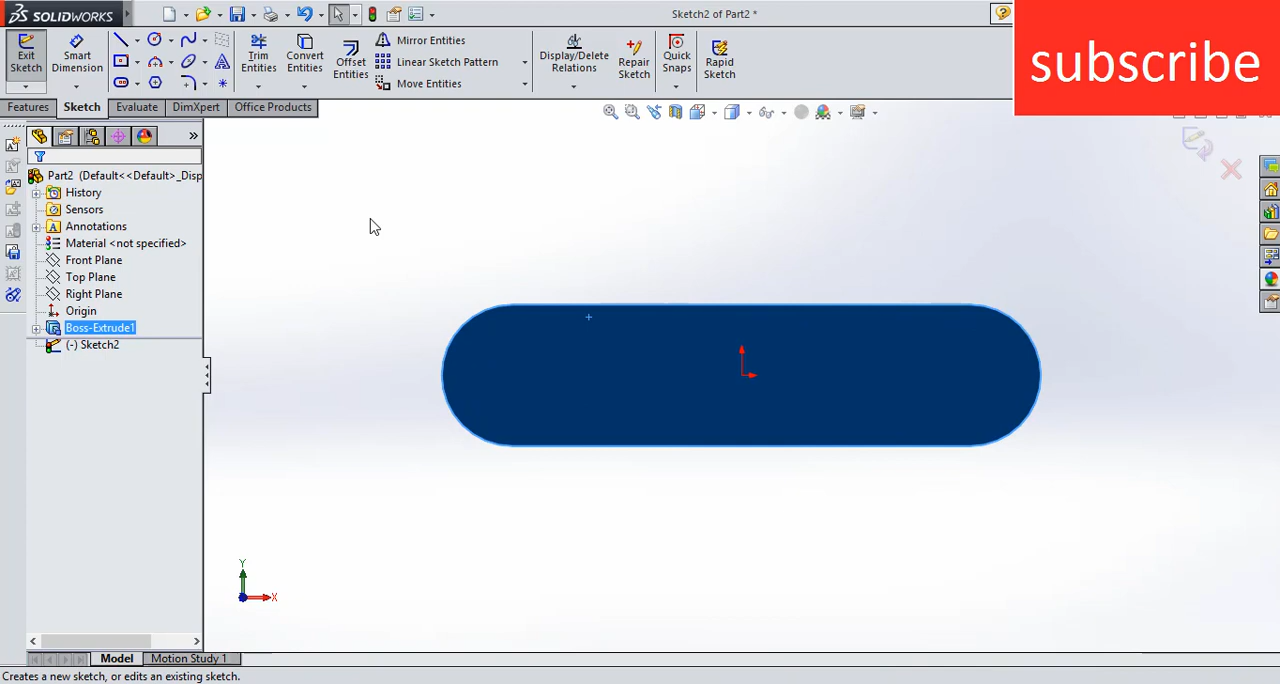 SOLIDWORKS
Sketch2 of Part2 *
subscribe
Exit Sketch
Smart Dimension
Trim Entities
Convert Entities
Offset Entities
Mirror Entities
Linear Sketch Pattern
Move Entities
Display/Delete Relations
Repair Sketch
Quick Snaps
Rapid Sketch
Features
Sketch
Evaluate
DimXpert
Office Products
Part2 (Default<<Default>_Disp
History
Sensors
Annotations
Material <not specified>
Front Plane
Top Plane
Right Plane
Origin
Boss-Extrude1
(-) Sketch2
Y
X
Model
Motion Study 1
Creates a new sketch, or edits an existing sketch.